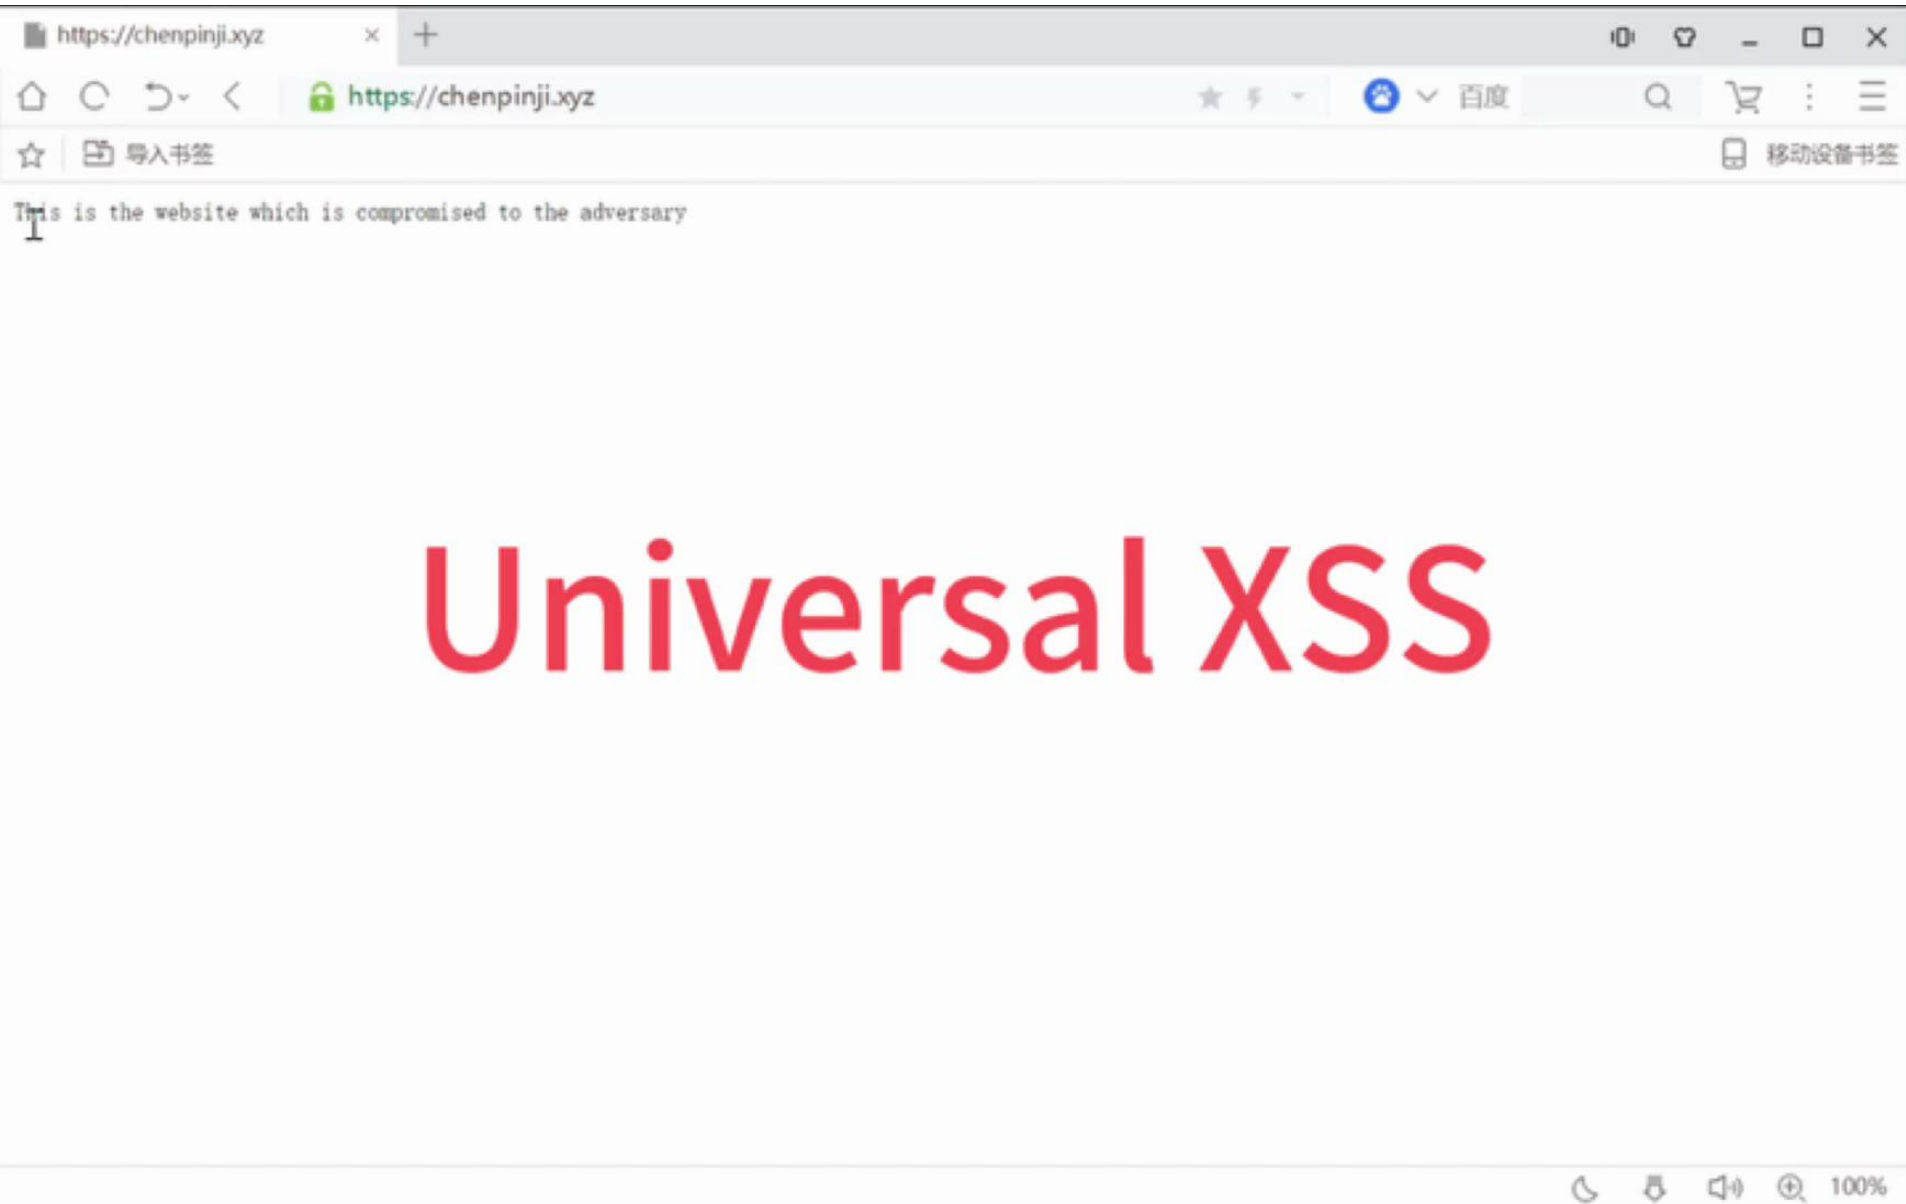 https://chenpinji.xyz
https://chenpinji.xyz
百度
导入书签
移动设备书签
This is the website which is compromised to the adversary
Universal XSS
100%